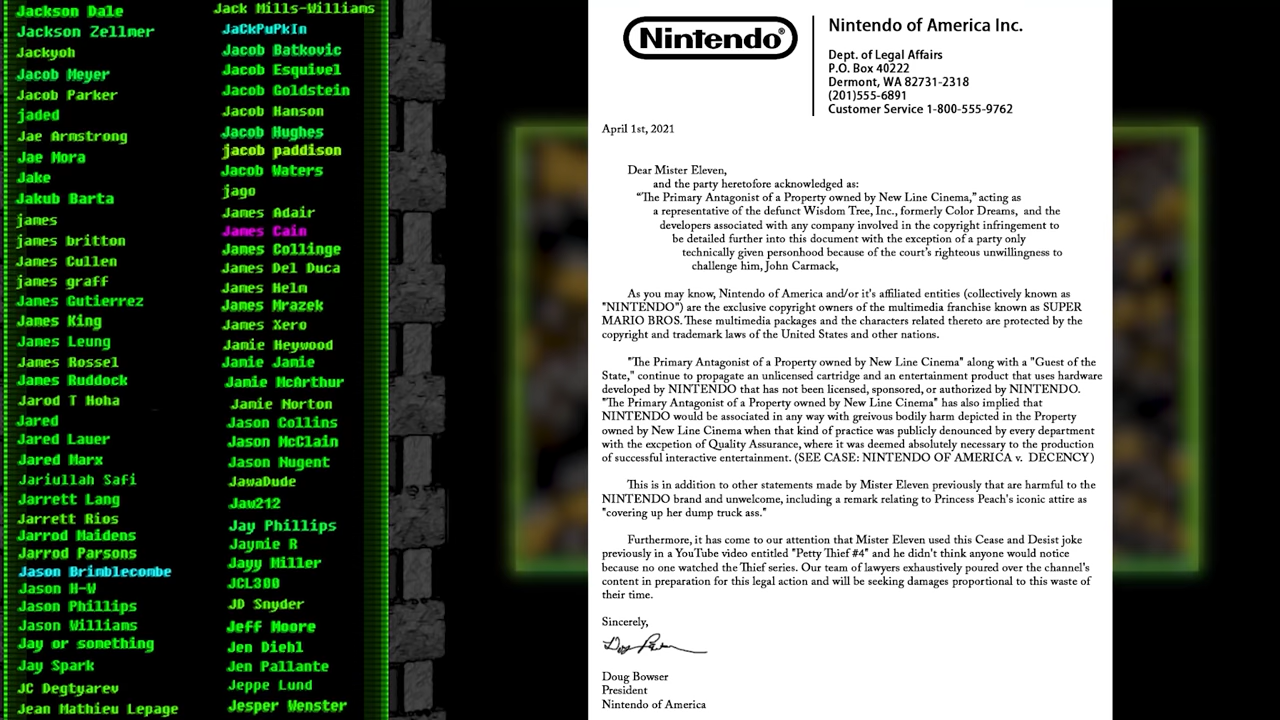 Jackson Dale
Jackson Zellmer
Jackyoh
Jacob Meyer
Jacob Parker
jaded
Jae Armstrong
Jae Mora
Jake
Jakub Barta
james
james britton
James Cullen
james graff
James Gutierrez
James King
James Leung
James Rossel
James Ruddock
Jarod T Hoha
Jared
Jared Lauer
Jared Marx
Jariullah Safi
Jarrett Lang
Jarrett Rios
Jarrod Maidens
Jarrod Parsons
Jason Brimblecombe
Jason H-W
Jason Phillips
Jason Williams
Jay or something
Jay Spark
JC Degtyarev
Jean Mathieu Lepage
Jack Mills-Williams
JaCkPuPkIn
Jacob Batkovic
Jacob Esquivel
Jacob Goldstein
Jacob Hanson
Jacob Hughes
jacob paddison
Jacob Waters
jago
James Adair
James Cain
James Collinge
James Del Duca
James Helm
James Mrazek
James Xero
Jamie Heywood
Jamie Jamie
Jamie McArthur
Jamie Norton
Jason Collins
Jason McClain
Jason Nugent
JawaDude
Jaw212
Jay Phillips
Jaymie R
Jayy Miller
JCL300
JD Snyder
Jeff Moore
Jen Diehl
Jen Pallante
Jeppe Lund
Jesper Wenster
Nintendo®
Nintendo of America Inc.
Dept. of Legal Affairs
P.O. Box 40222
Dermont, WA 82731-2318
(201)555-6891
Customer Service 1-800-555-9762
April 1st, 2021
Dear Mister Eleven,
and the party heretofore acknowledged as:
“The Primary Antagonist of a Property owned by New Line Cinema,” acting as
a representative of the defunct Wisdom Tree, Inc., formerly Color Dreams, and the
developers associated with any company involved in the copyright infringement to
be detailed further into this document with the exception of a party only
technically given personhood because of the court's righteous unwillingness to
challenge him, John Carmack,
As you may know, Nintendo of America and/or it's affiliated entities (collectively known as
"NINTENDO") are the exclusive copyright owners of the multimedia franchise known as SUPER
MARIO BROS. These multimedia packages and the characters related thereto are protected by the
copyright and trademark laws of the United States and other nations.
"The Primary Antagonist of a Property owned by New Line Cinema" along with a "Guest of the
State," continue to propagate an unlicensed cartridge and an entertainment product that uses hardware
developed by NINTENDO that has not been licensed, sponsored, or authorized by NINTENDO.
"The Primary Antagonist of a Property owned by New Line Cinema" has also implied that
NINTENDO would be associated in any way with greivous bodily harm depicted in the Property
owned by New Line Cinema when that kind of practice was publicly denounced by every department
with the excpetion of Quality Assurance, where it was deemed absolutely necessary to the production
of successful interactive entertainment. (SEE CASE: NINTENDO OF AMERICA v. DECENCY)
This is in addition to other statements made by Mister Eleven previously that are harmful to the
NINTENDO brand and unwelcome, including a remark relating to Princess Peach's iconic attire as
"covering up her dump truck ass."
Furthermore, it has come to our attention that Mister Eleven used this Cease and Desist joke
previously in a YouTube video entitled "Petty Thief #4" and he didn't think anyone would notice
because no one watched the Thief series. Our team of lawyers exhaustively poured over the channel's
content in preparation for this legal action and will be seeking damages proportional to this waste of
their time.
Sincerely,
Doug Bowser
President
Nintendo of America